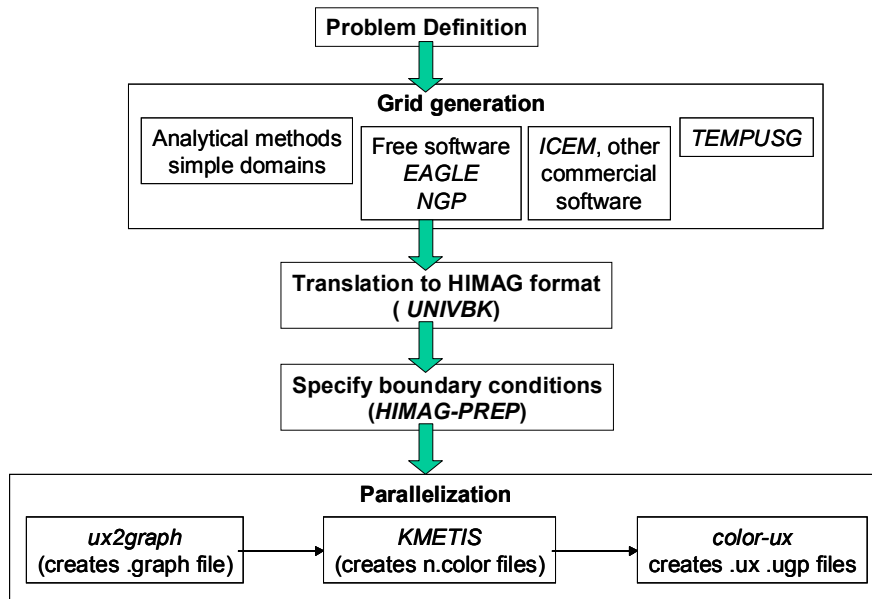 Problem Definition
Grid generation
Analytical methods
simple domains
Free software
EAGLE
NGP
ICEM, other
commercial
software
TEMPUSG
Translation to HIMAG format
( UNIVBK)
Specify boundary conditions
(HIMAG-PREP)
Parallelization
ux2graph
(creates .graph file)
KMETIS
(creates n.color files)
color-ux
creates .ux .ugp files